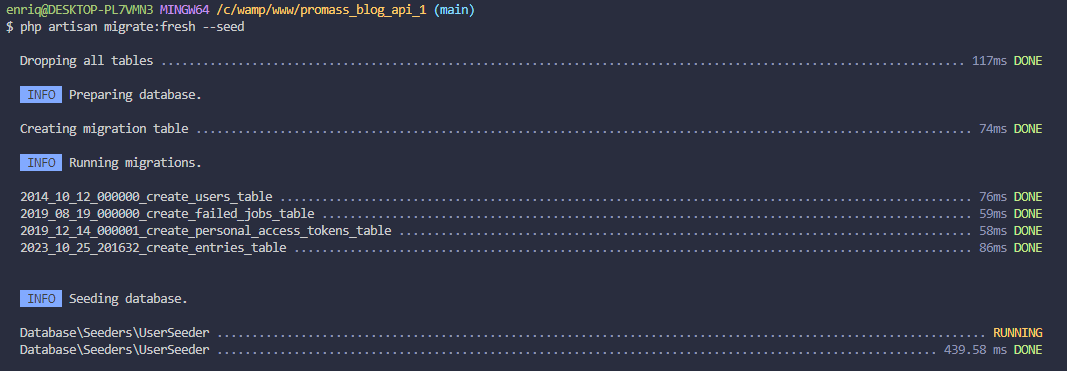 enriq@DESKTOP-PL7VMN3 MINGW64 /c/wamp/www/promass_blog_api_1 (main)
$ php artisan migrate:fresh --seed
Dropping all tables ................................................................................................................... 117ms DONE
INFO Preparing database.
Creating migration table ............................................................................................................... 74ms DONE
INFO Running migrations.
2014_10_12_000000_create_users_table .................................................................................................... 76ms DONE
2019_08_19_000000_create_failed_jobs_table .............................................................................................. 59ms DONE
2019_12_14_000001_create_personal_access_tokens_table ................................................................................... 58ms DONE
2023_10_25_201632_create_entries_table .................................................................................................. 86ms DONE
INFO Seeding database.
Database\Seeders\UserSeeder .............................................................................................................. RUNNING
Database\Seeders\UserSeeder ....................................................................................................... 439.58 ms DONE